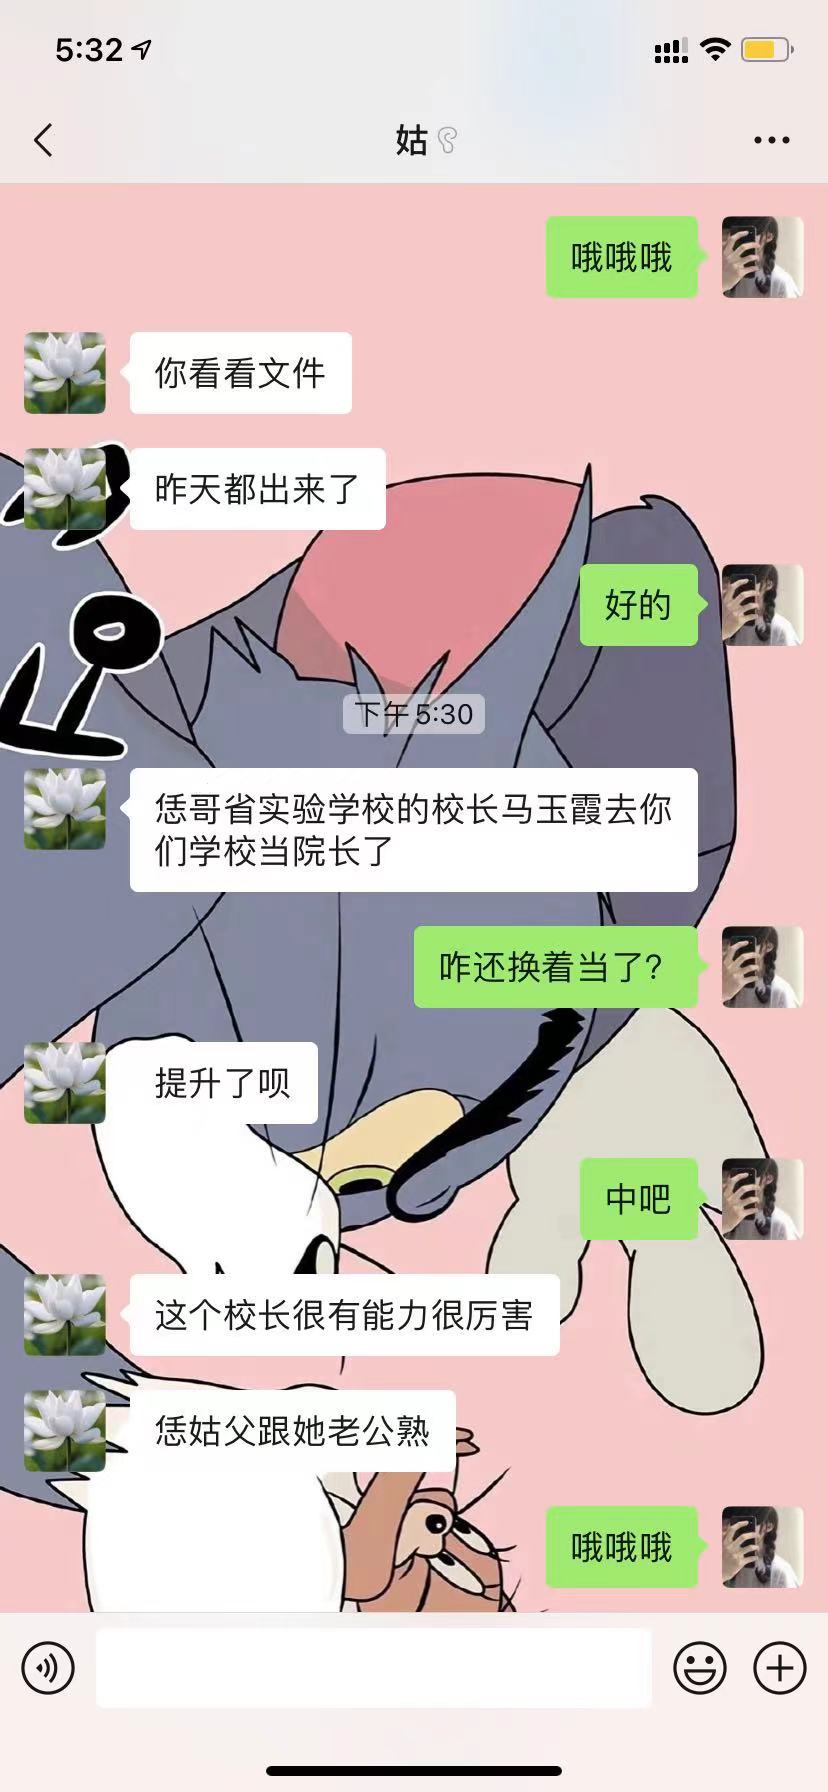 5:32
姑
哦哦哦
你看看文件
昨天都出来了
好的
下午 5:30
恁哥省实验学校的校长马玉霞去你
们学校当院长了
咋还换着当了?
提升了呗
中吧
这个校长很有能力很厉害
恁姑父跟她老公熟
哦哦哦